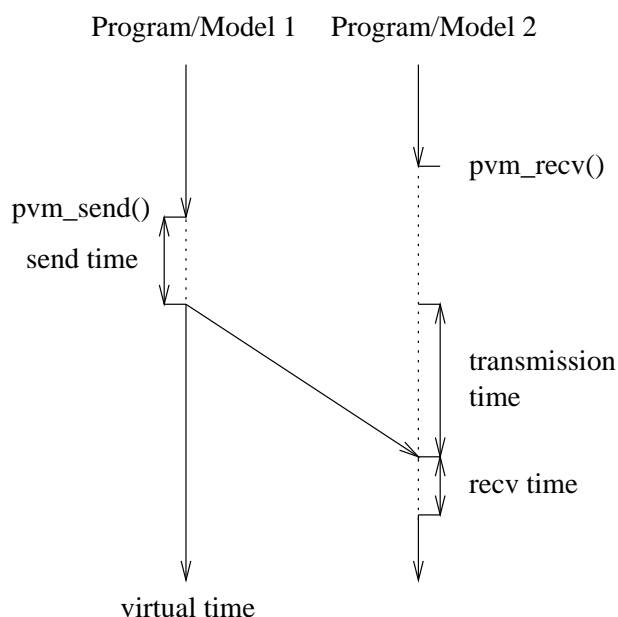 Program/Model 1
Program/Model 2
pvm_recv()
pvm_send()
send time
transmission
time
recv time
virtual time